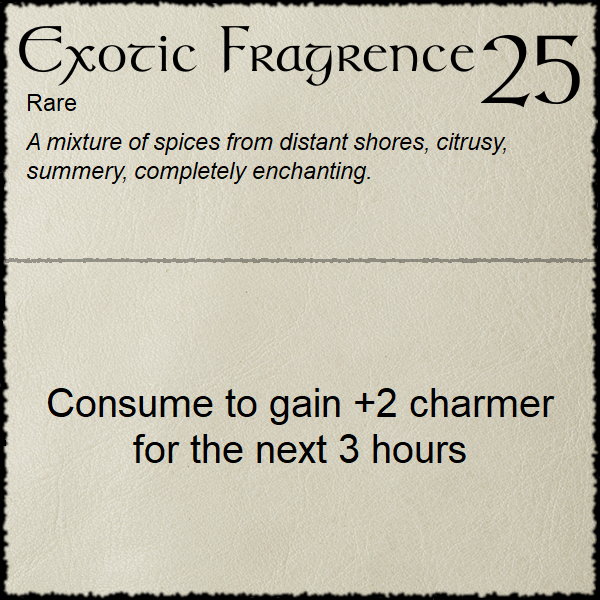 Exotic Fragrence 25
Rare
A mixture of spices from distant shores, citrusy,
summery, completely enchanting.
Consume to gain +2 charmer
for the next 3 hours